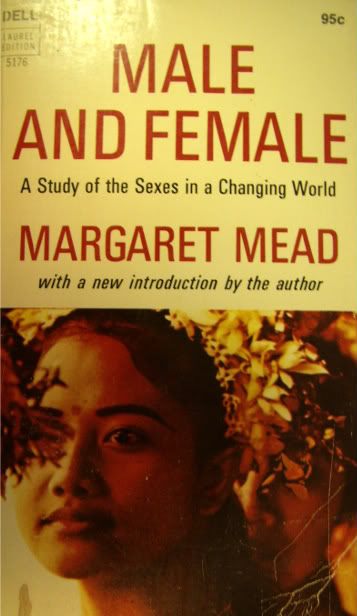 DELL
95c
LAUREL
EDITION
5176
MALE
AND FEMALE
A Study of the Sexes in a Changing World
MARGARET MEAD
with a new introduction by the author